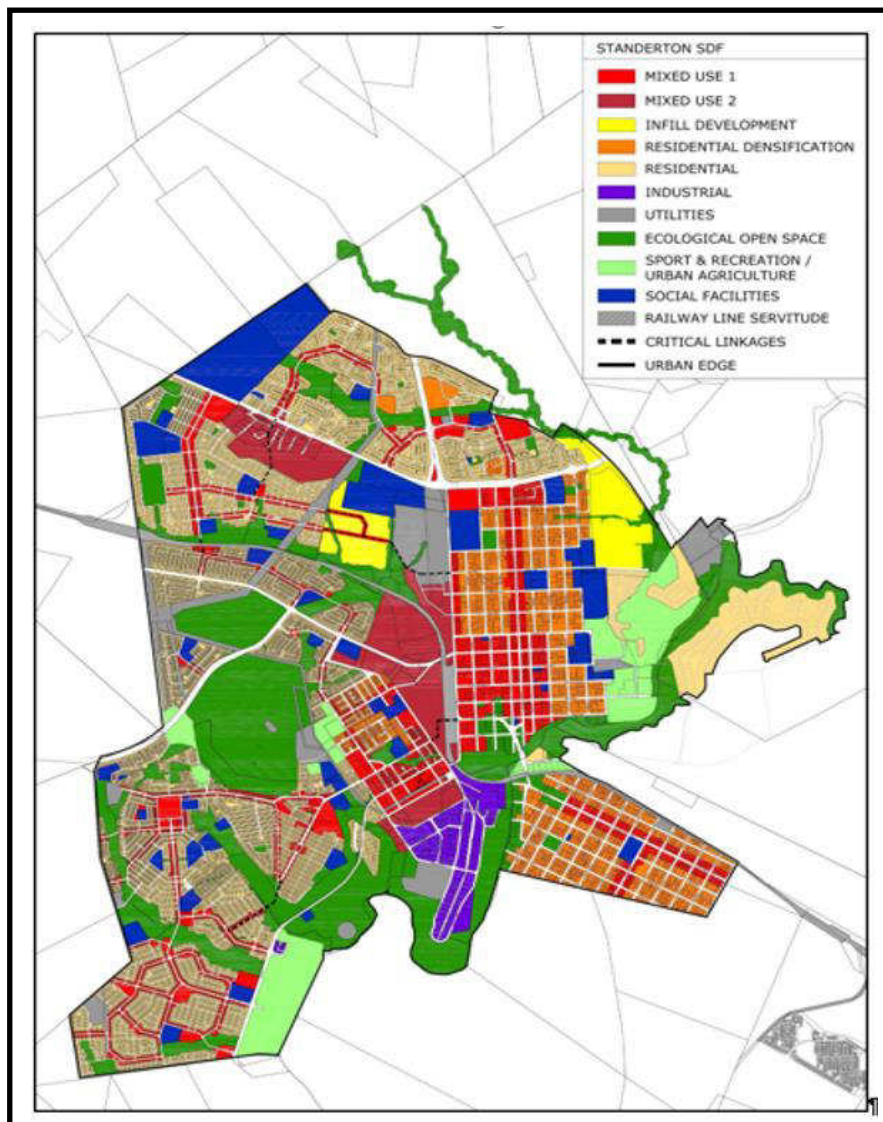 STANDERTON SDF
MIXED USE 1
MIXED USE 2
INFILL DEVELOPMENT
RESIDENTIAL DENSIFICATION
RESIDENTIAL
INDUSTRIAL
UTILITIES
ECOLOGICAL OPEN SPACE
SPORT & RECREATION /
URBAN AGRICULTURE
SOCIAL FACILITIES
RAILWAY LINE SERVITUDE
CRITICAL LINKAGES
URBAN EDGE
¶